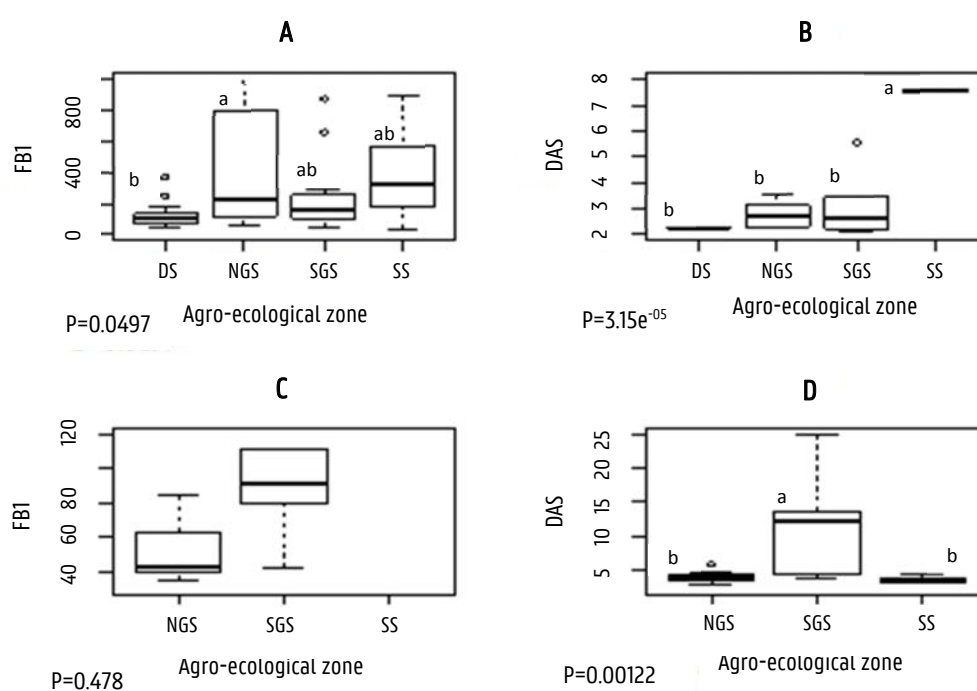 A
FB1
800
400
0
b
a
ab
ab
DS NGS SGS SS
Agro-ecological zone
P=0.0497
B
DAS
8
7
6
5
4
3
2
b
b
b
a
DS NGS SGS SS
Agro-ecological zone
P=3.15e-05
C
FB1
120
80
60
40
NGS SGS SS
Agro-ecological zone
P=0.478
D
DAS
25
20
15
10
5
b
a
b
NGS SGS SS
Agro-ecological zone
P=0.00122